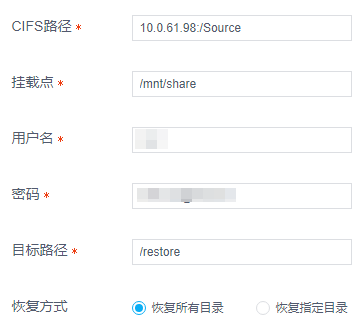 CIFS路径 * 10.0.61.98:/Source
挂载点 * /mnt/share
用户名 *
密码 *
目标路径 * /restore
恢复方式 恢复所有目录 恢复指定目录